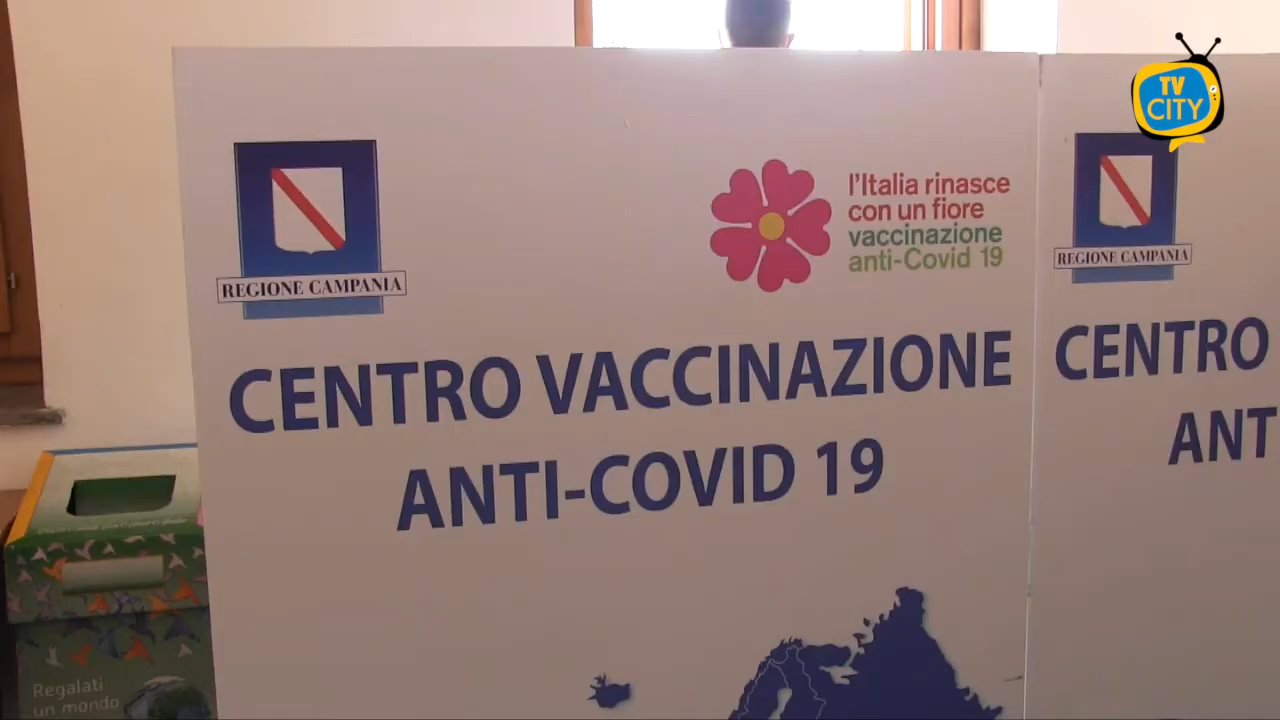 TV
CITY
REGIONE CAMPANIA
l'Italia rinasce
con un fiore
vaccinazione
anti-Covid 19
CENTRO VACCINAZIONE
ANTI-COVID 19
REGIONE CAMPANIA
CENTRO
ANT
Regalati
un mondo